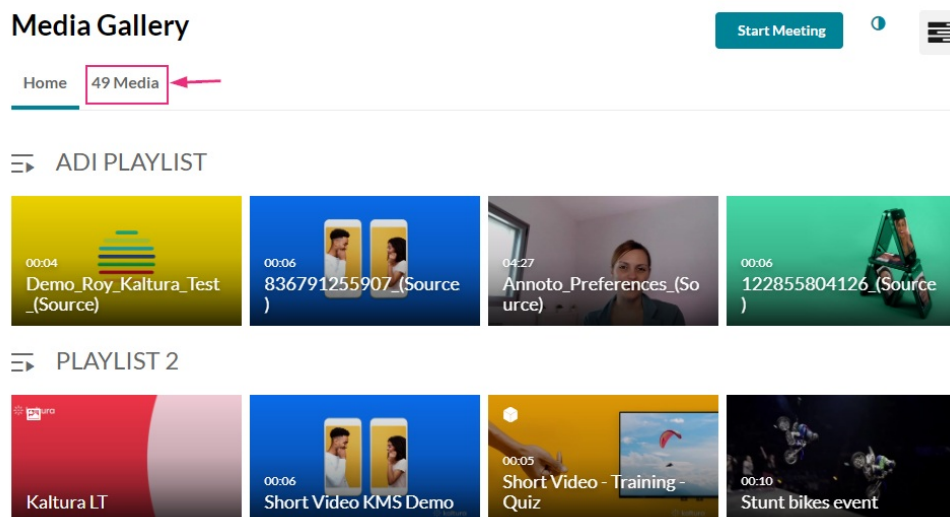 Media Gallery
Start Meeting
Home
49 Media
ADI PLAYLIST
00:04
Demo_Roy_Kaltura_Test
_(Source)
00:06
836791255907_(Source
)
04:27
Annoto_Preferences_(So
urce)
00:06
122855804126_(Source
)
PLAYLIST 2
Kaltura LT
00:06
Short Video KMS Demo
00:05
Short Video - Training -
Quiz
00:10
Stunt bikes event